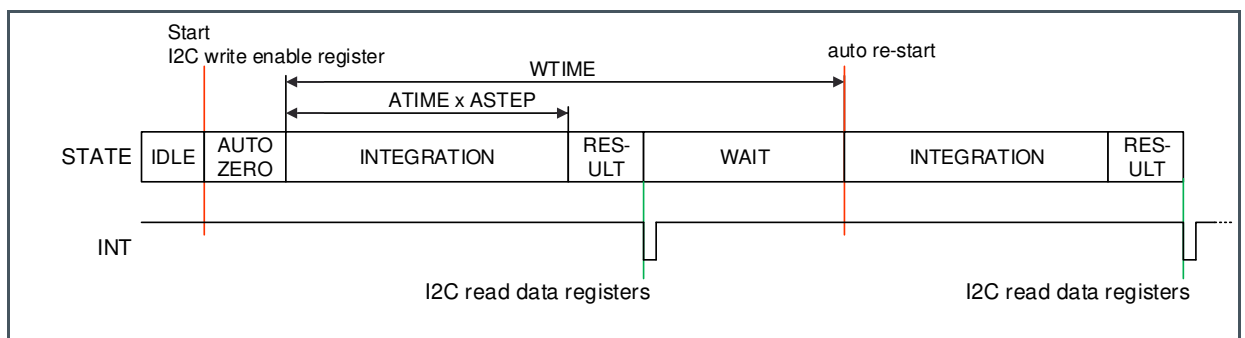 Start
I2C write enable register
auto re-start
WTIME
ATIME x ASTEP
STATE
IDLE
AUTO
ZERO
INTEGRATION
RES-
ULT
WAIT
INTEGRATION
RES-
ULT
INT
I2C read data registers
I2C read data registers